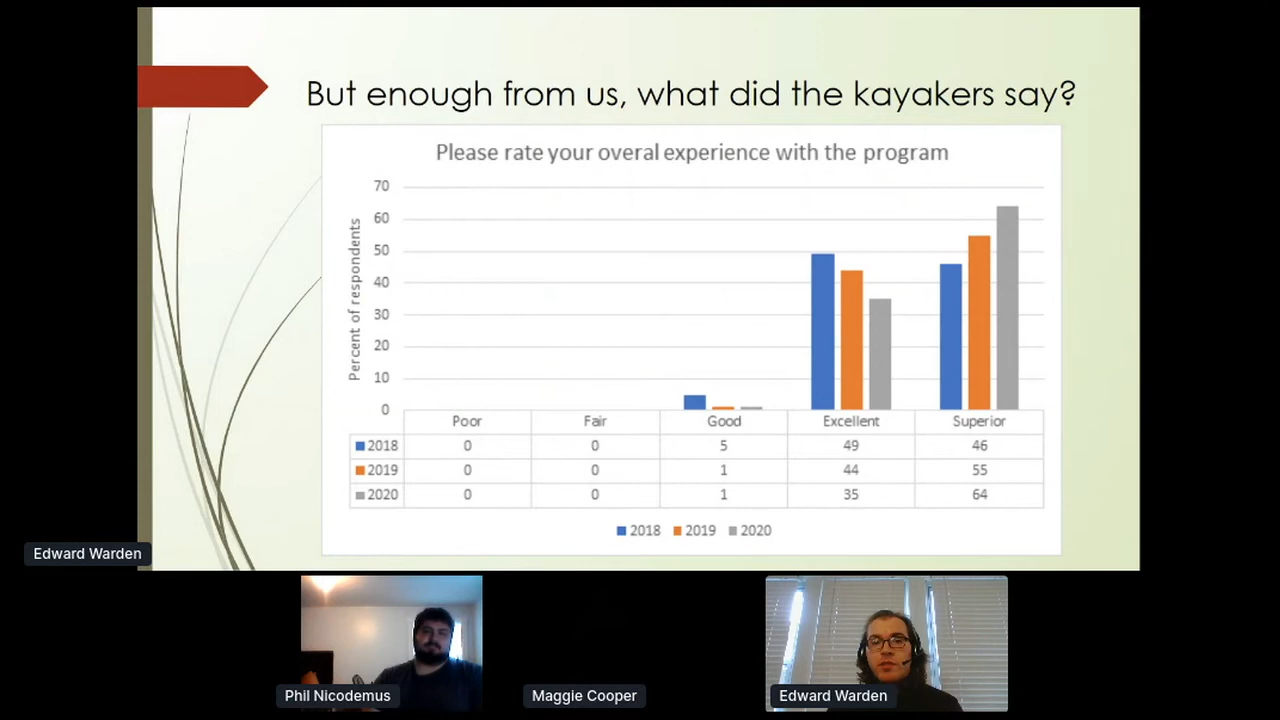 But enough from us, what did the kayakers say?
Please rate your overal experience with the program
Percent of respondents
70
60
50
40
30
20
10
0
Poor Fair Good Excellent Superior
2018 0 0 5 49 46
2019 0 0 1 44 55
2020 0 0 1 35 64
2018 2019 2020
Edward Warden
Phil Nicodemus
Maggie Cooper
Edward Warden